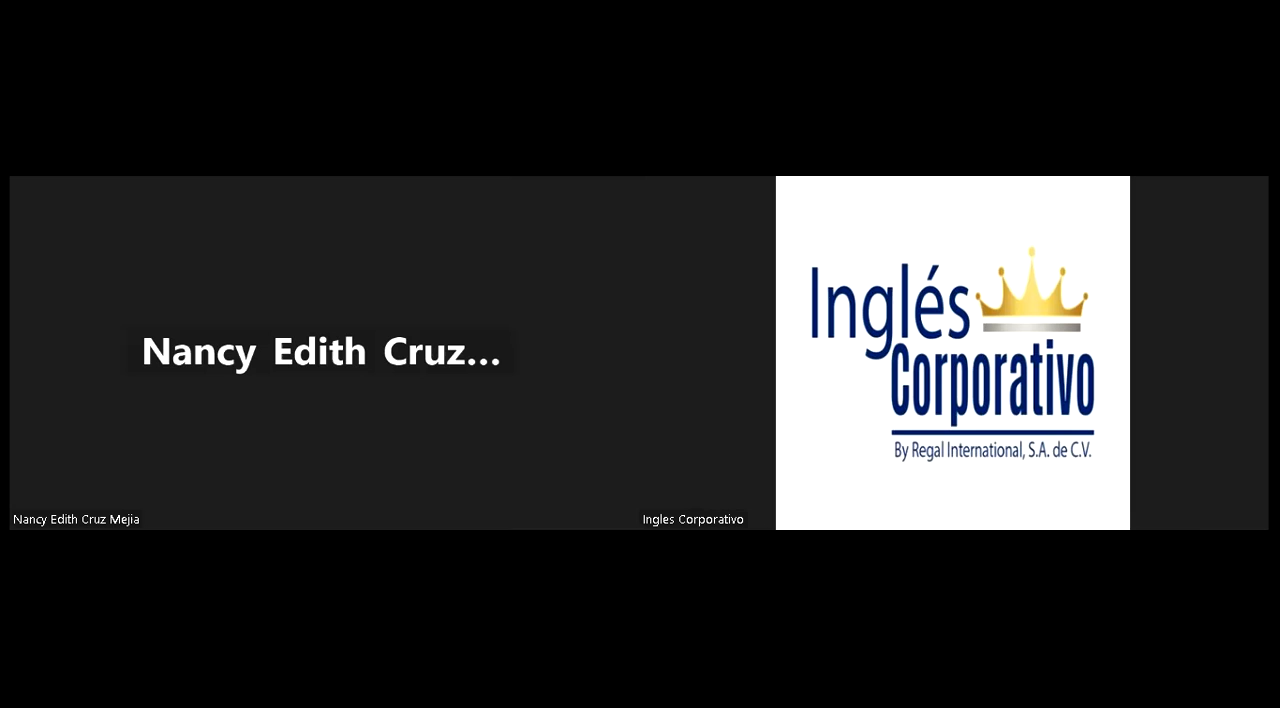 Nancy Edith Cruz...
Nancy Edith Cruz Mejia
Inglés
Corporativo
By Regal International, S.A. de C.V.
Ingles Corporativo